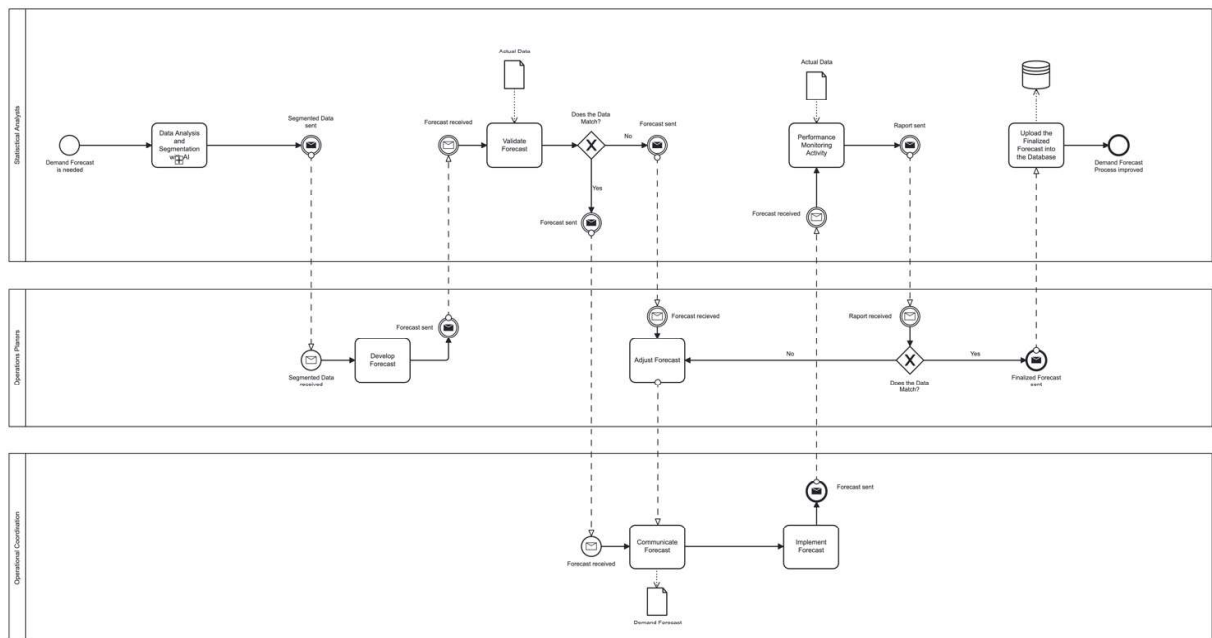 Statisctical Analysts
Demand Forecast
is needed
Data Analysis
and
Segmentation
w AI
Segmented Data
sent
Forecast received
Actual Data
Validate
Forecast
Does the Data
Match?
No
Yes
Forecast sent
Forecast sent
Actual Data
Performance
Monitoring
Activity
Raport sent
Forecast received
Upload the
Finalized
Forecast into
the Database
Demand Forecast
Process improved
Operations Planors
Segmented Data
received
Develop
Forecast
Forecast sent
Forecast recieved
Adjust Forecast
No
Raport received
Does the Data
Match?
Yes
Finalized Forecast
sent
Operational Coordination
Forecast received
Communicate
Forecast
Demand Forecast
Implement
Forecast
Forecast sent